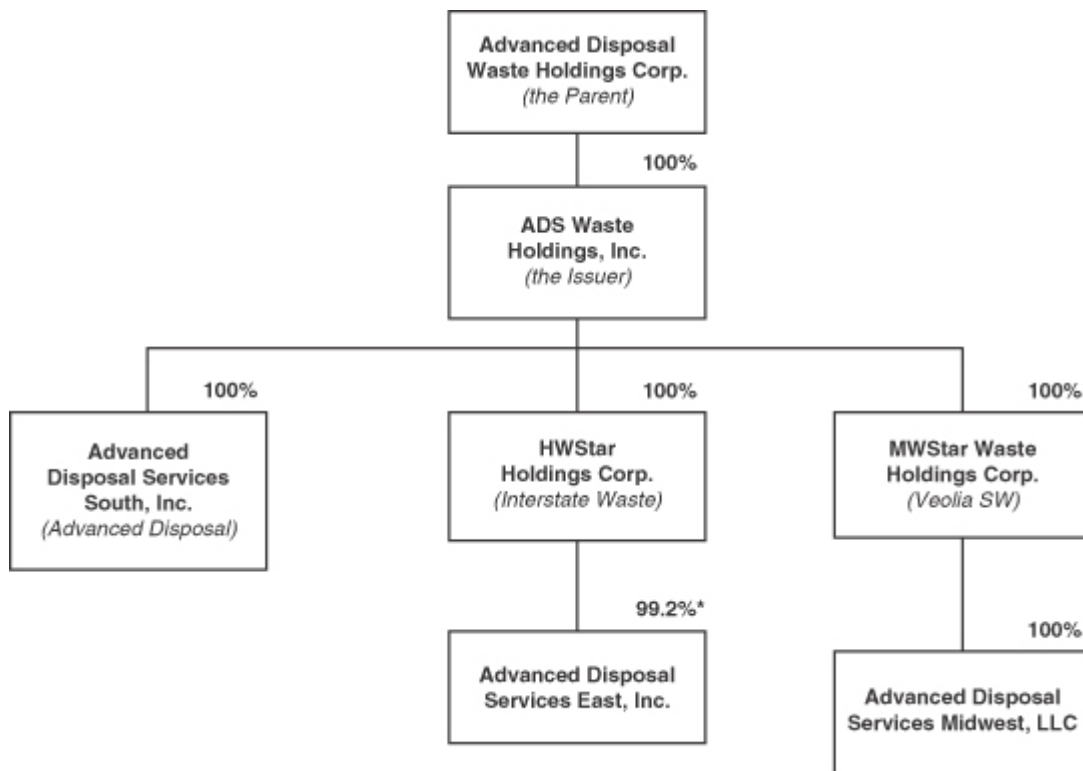 Advanced Disposal
Waste Holdings Corp.
(the Parent)
100%
ADS Waste
Holdings, Inc.
(the Issuer)
100%
100%
100%
Advanced
Disposal Services
South, Inc.
(Advanced Disposal)
HWStar
Holdings Corp.
(Interstate Waste)
MWStar Waste
Holdings Corp.
(Veolia SW)
99.2%*
100%
Advanced Disposal
Services East, Inc.
Advanced Disposal
Services Midwest, LLC